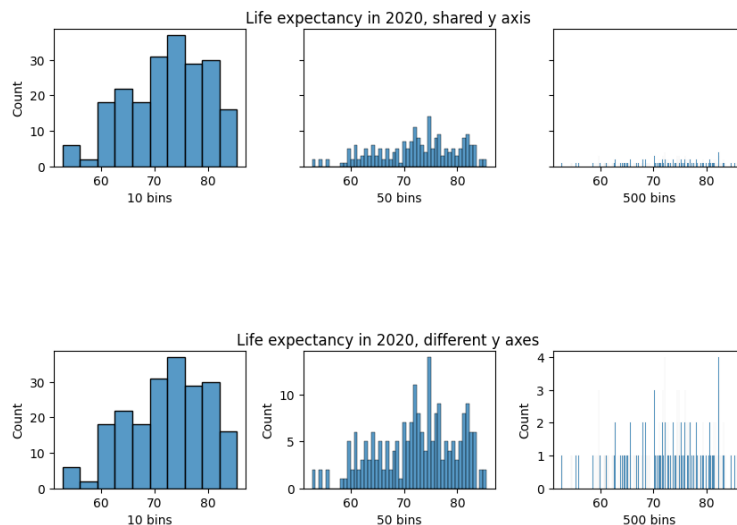 Life expectancy in 2020, shared y axis
30
20
10
0
Count
60 70 80
10 bins
60 70 80
50 bins
60 70 80
500 bins
Life expectancy in 2020, different y axes
30
20
10
0
Count
60 70 80
10 bins
10
5
0
Count
60 70 80
50 bins
4
3
2
1
0
Count
60 70 80
500 bins